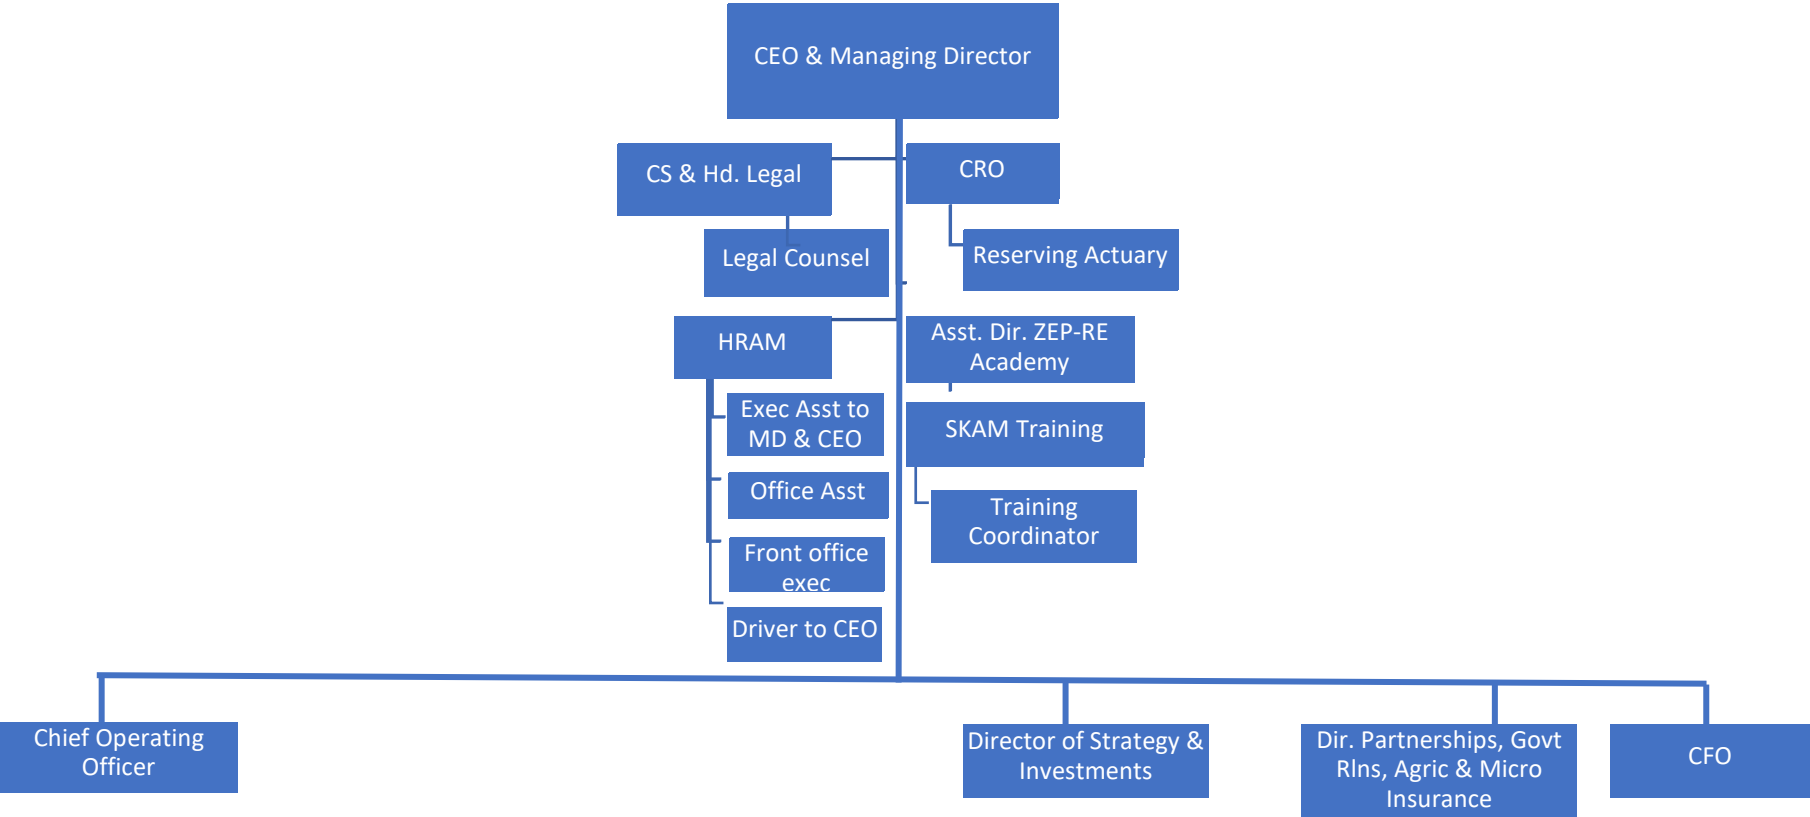 CEO & Managing Director
CS & Hd. Legal
CRO
Legal Counsel
Reserving Actuary
HRAM
Asst. Dir. ZEP-RE
Academy
Exec Asst to
MD & CEO
SKAM Training
Office Asst
Training
Coordinator
Front office
exec
Driver to CEO
Chief Operating
Officer
Director of Strategy &
Investments
Dir. Partnerships, Govt
Rlns, Agric & Micro
Insurance
CFO